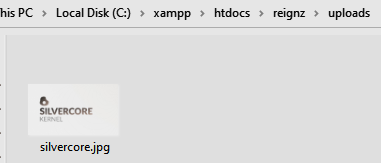 his PC > Local Disk (C:) > xampp > htdocs > reignz > uploads
SILVERCORE
KERNEL
silvercore.jpg